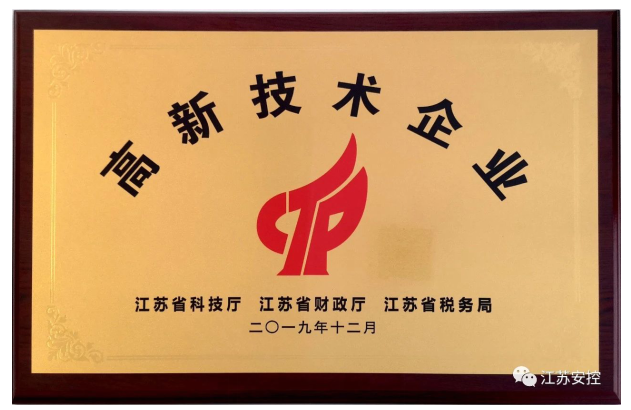 高新技术企业
江苏省科技厅 江苏省财政厅 江苏省税务局
二〇一九年十二月
江苏安控